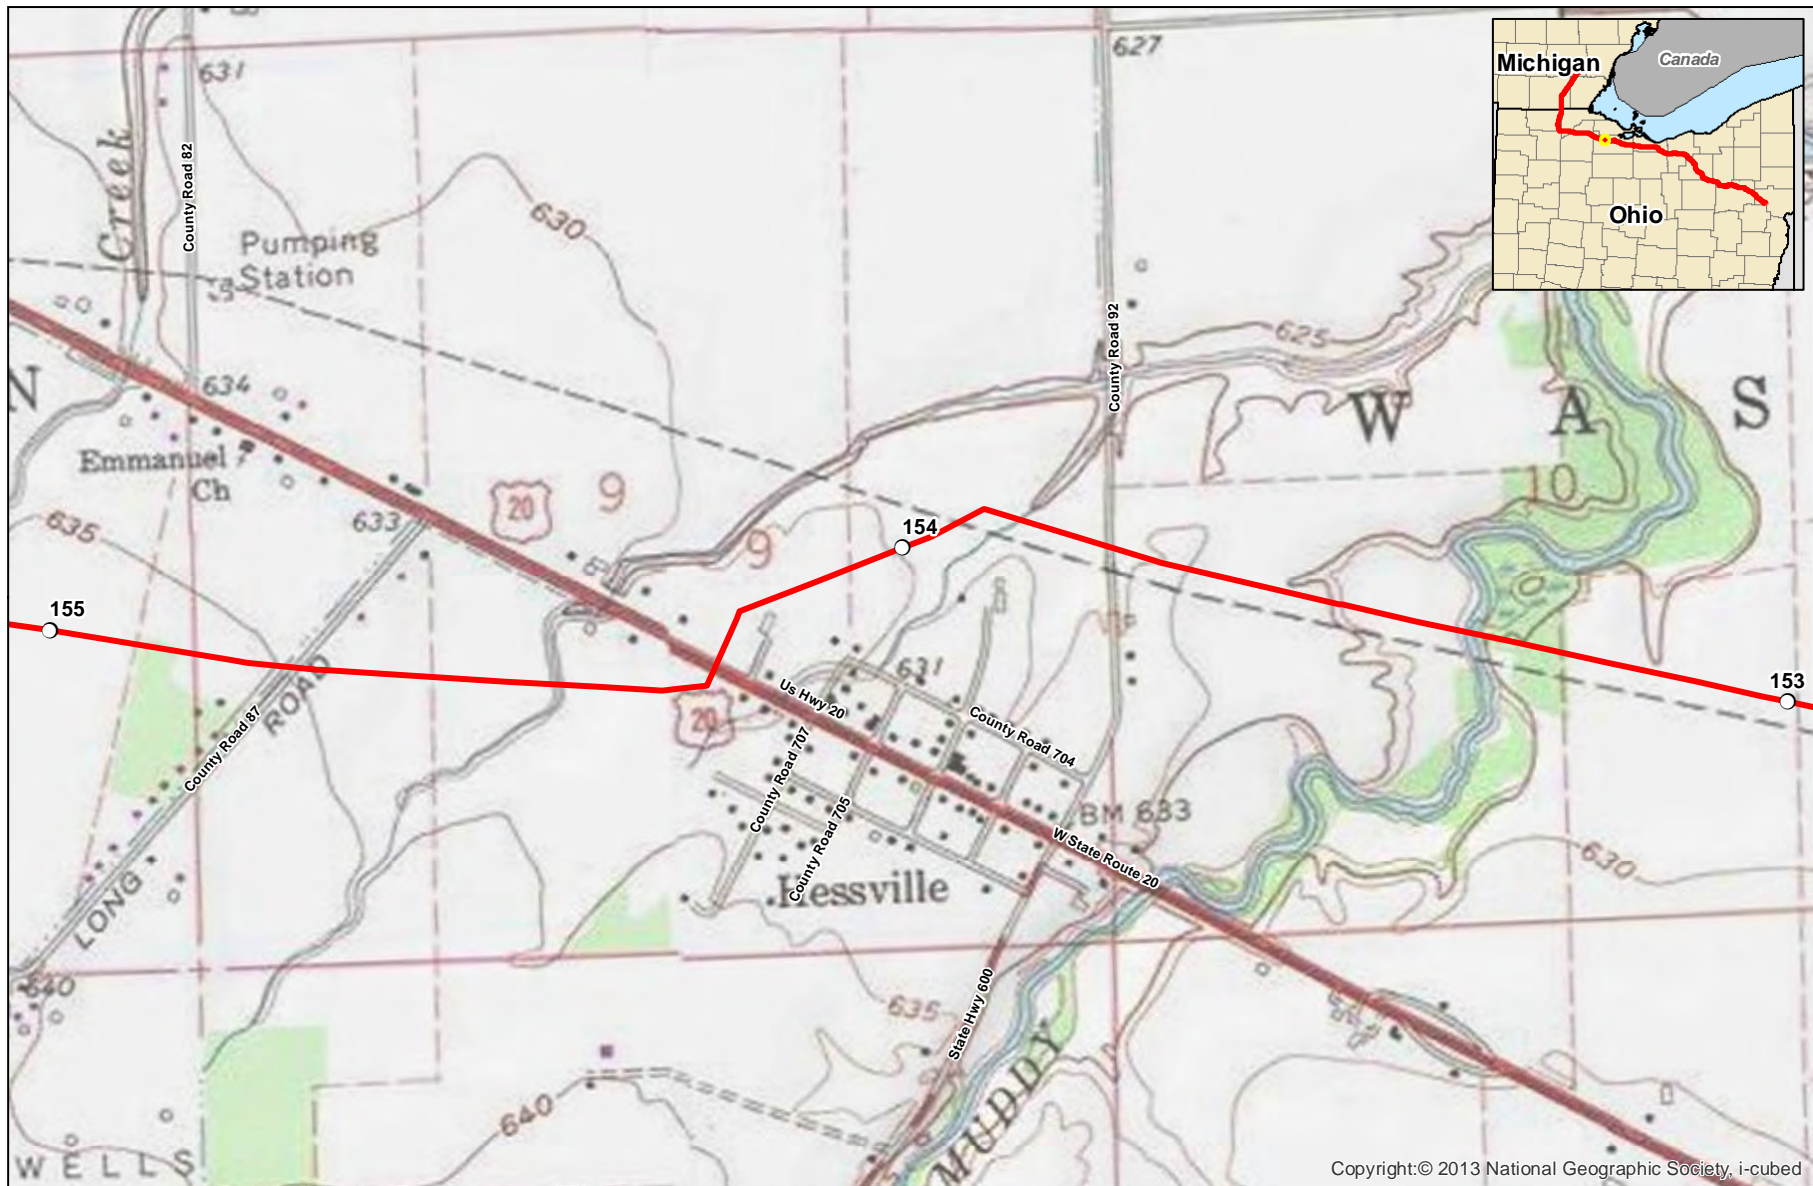 Michigan
Canada
Ohio
631
627
Creek
County Road 82
630
Pumping
Station
County Road 92
625
N
634
W A S
Emmanuel
Ch
20
9
10
635
633
154
9
155
ROAD
631
153
20
Us Hwy 20
County Road 704
County Road 87
County Road 707
County Road 705
BM 633
W State Route 20
630
Hessville
LONG
640
635
State Hwy 600
MUDDY
640
WELLS
Copyright:© 2013 National Geographic Society, i-cubed